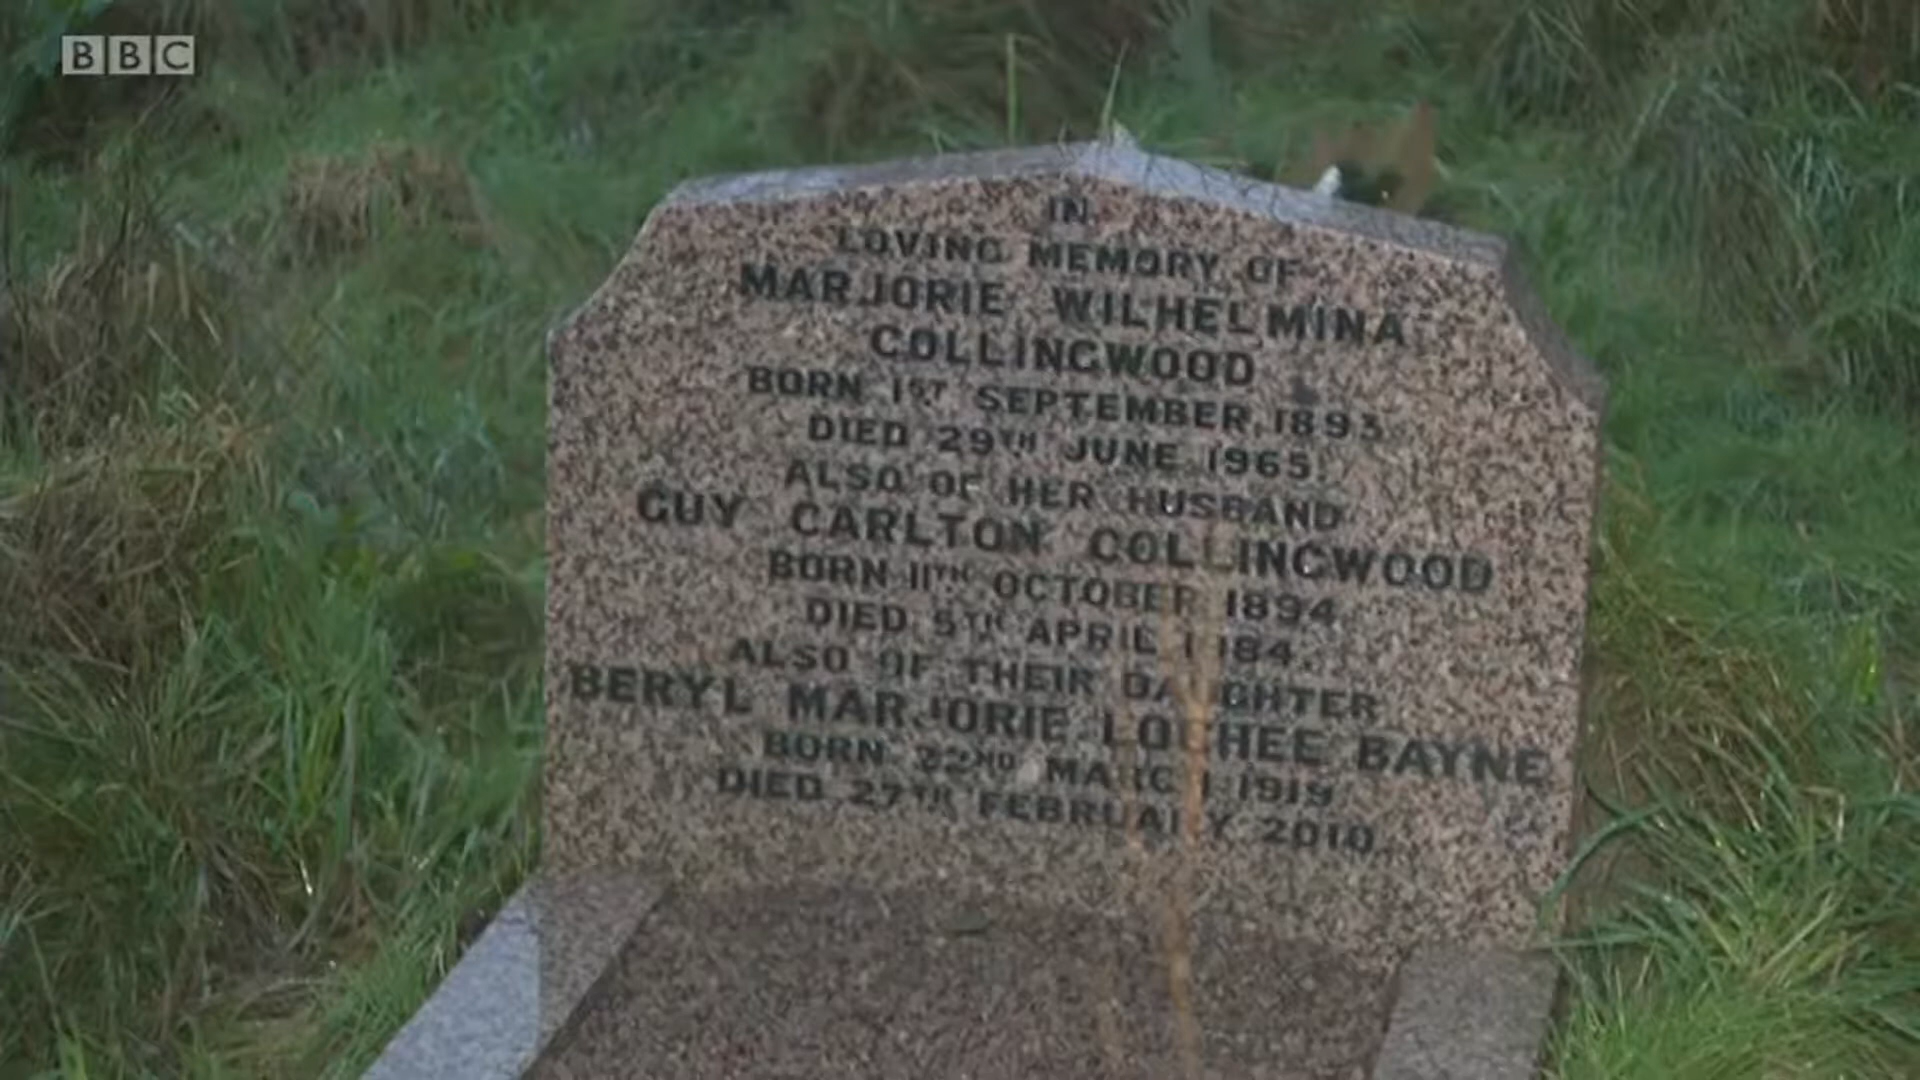 BBC
IN
LOVING MEMORY OF
MARJORIE WILHELMINA
COLLINGWOOD
BORN 1ST SEPTEMBER, 1893
DIED 29TH JUNE 1965.
ALSO OF HER HUSBAND
GUY CARLTON COLLINGWOOD
BORN 11TH OCTOBER 1894
DIED 5TH APRIL 1984.
ALSO OF THEIR DAUGHTER
BERYL MARJORIE LOCHEE BAYNE
BORN 22ND MARCH 1919
DIED 27TH FEBRUARY 2010